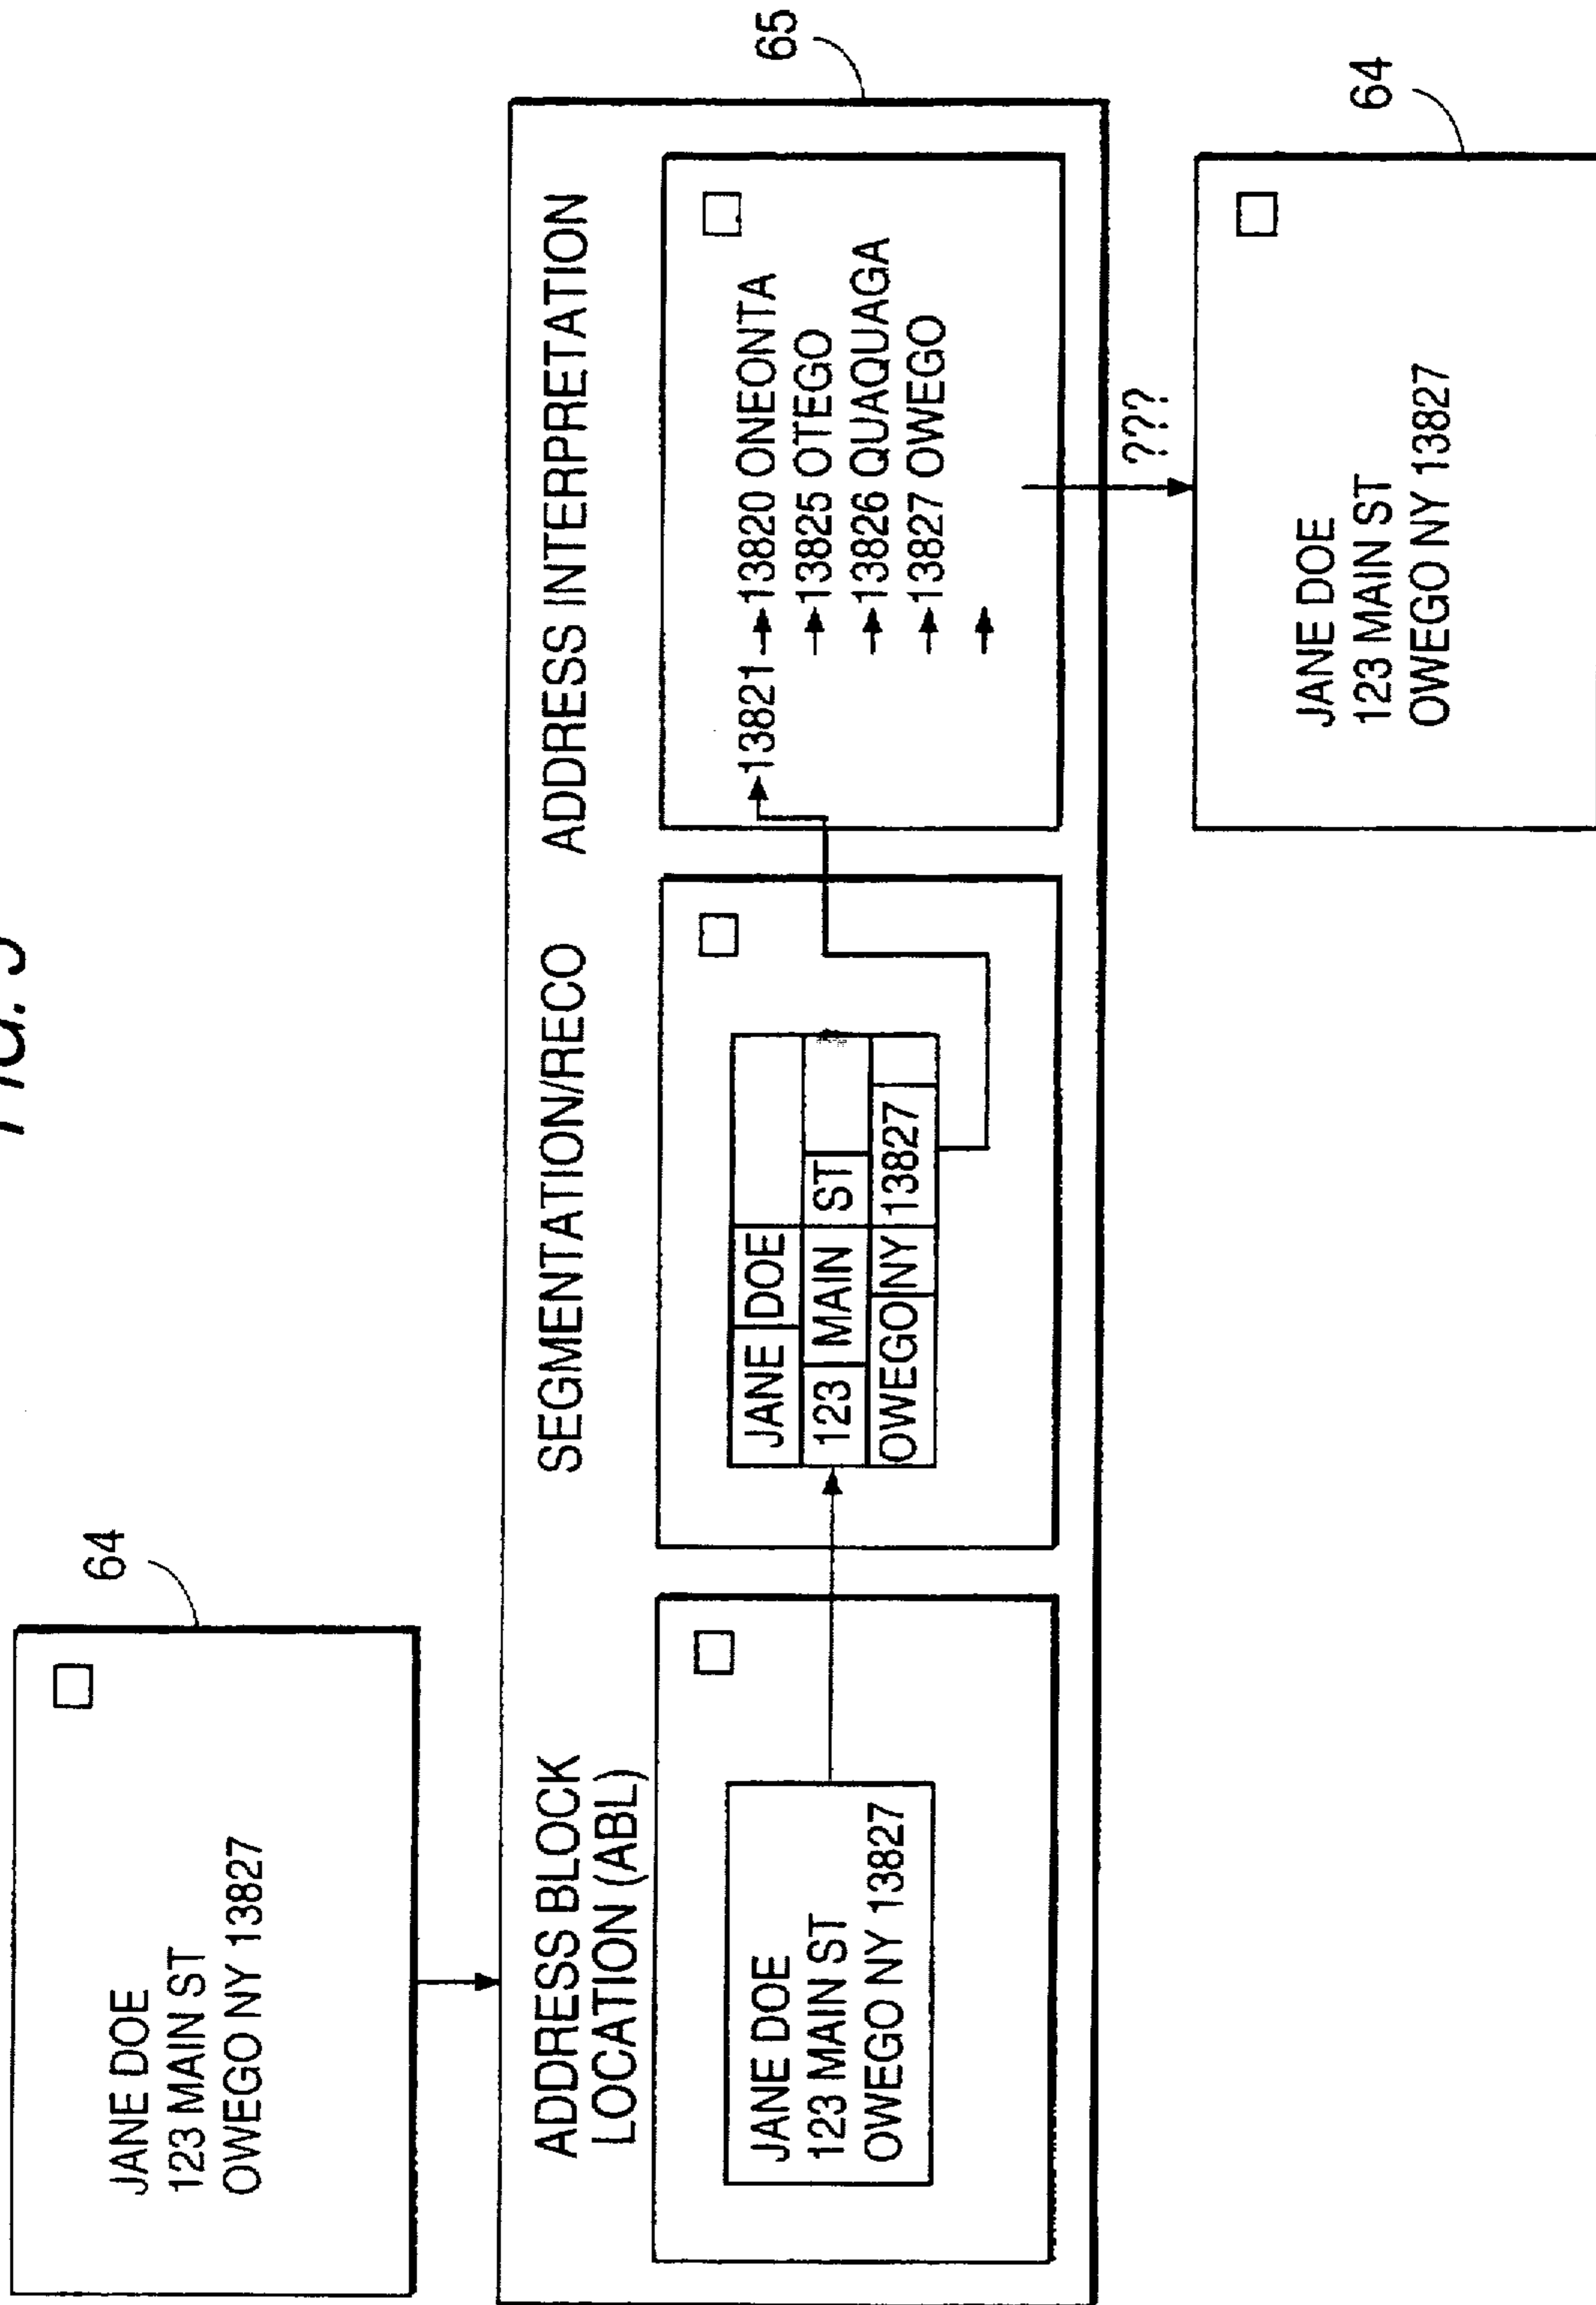 64
JANE DOE
123 MAIN ST
OWEGO NY 13827
65
ADDRESS BLOCK
LOCATION (ABL)
SEGMENTATION/RECO
ADDRESS INTERPRETATION
JANE DOE
123 MAIN ST
OWEGO NY 13827
JANE DOE
123 MAIN ST
OWEGO NY 13827
13821 13820 ONEONTA
13825 OTEGO
13826 QUAQUAGA
13827 OWEGO
???
64
JANE DOE
123 MAIN ST
OWEGO NY 13827